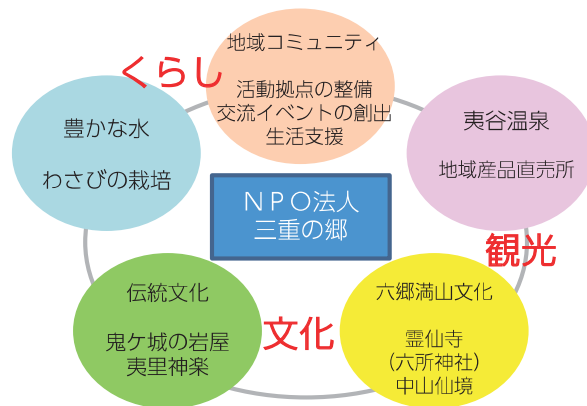 地域コミュニティ
くらし
活動拠点の整備
交流イベントの創出
生活支援
豊かな水
わさびの栽培
夷谷温泉
地域産品直売所
ＮＰＯ法人
三重の郷
観光
伝統文化
鬼ケ城の岩屋
夷里神楽
文化
六郷満山文化
霊仙寺
(六所神社)
中山仙境